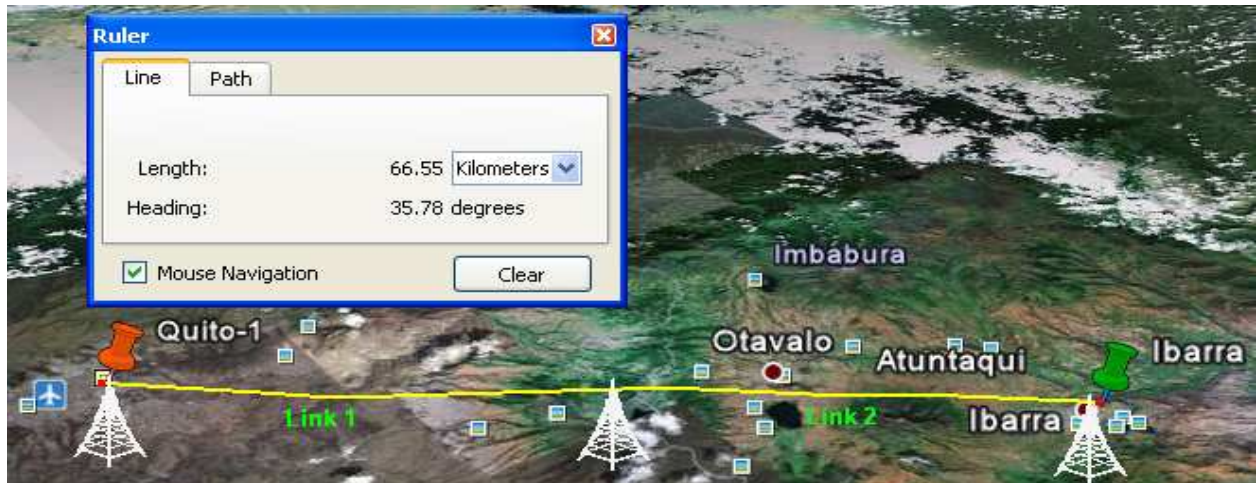 Ruler
Line Path
Length: 66.55 Kilometers
Heading: 35.78 degrees
Mouse Navigation Clear
Imbábura
Quito-1
Otavalo
Atuntaqui
Ibarra
Link 1
Link 2
Ibarra